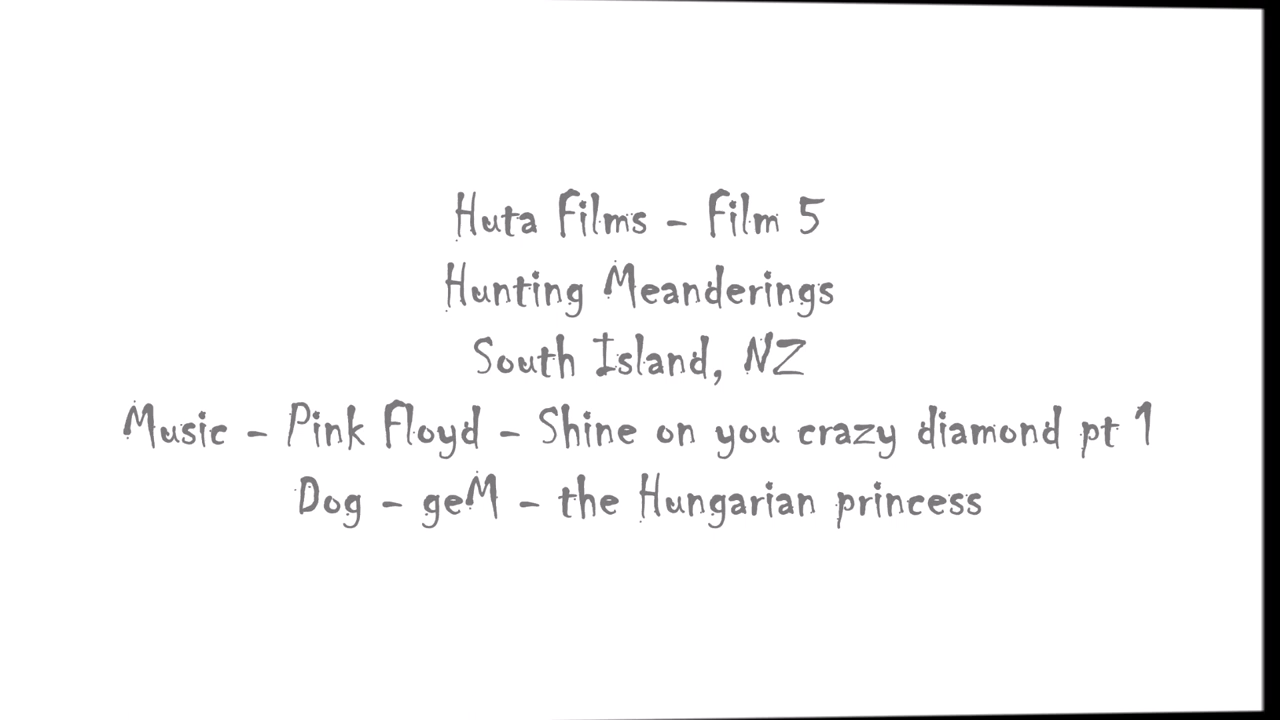 Huta Films - Film 5
Hunting Meanderings
South Island, NZ
Music - Pink Floyd - Shine on you crazy diamond pt 1
Dog - geM - the Hungarian princess